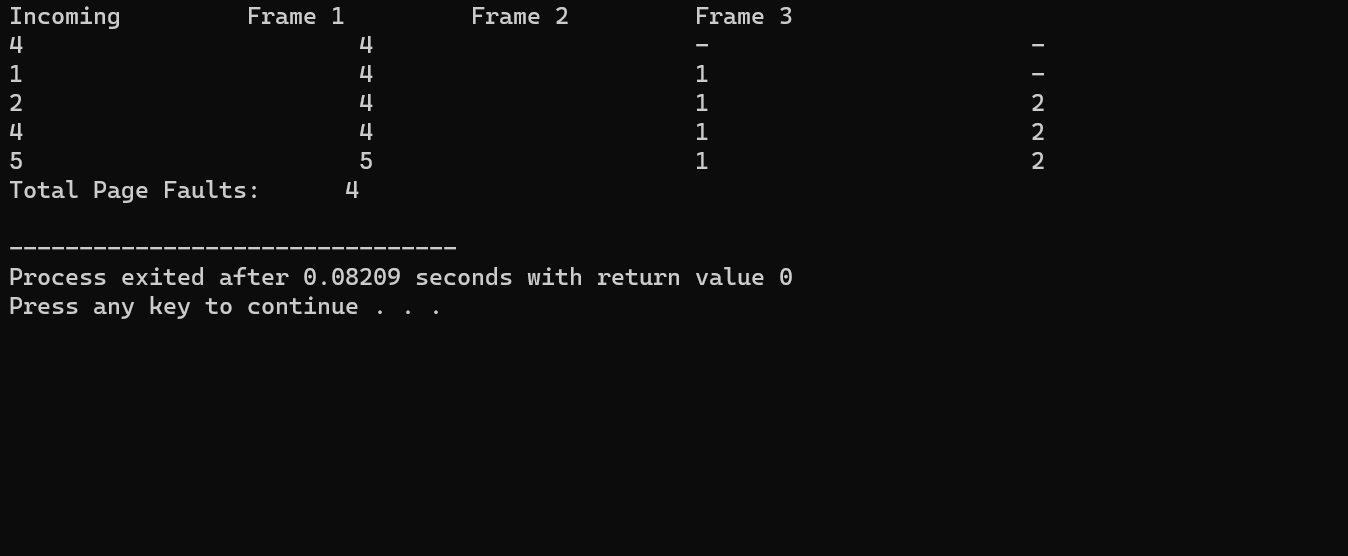 Incoming Frame 1 Frame 2 Frame 3
4 4 - -
1 4 1 -
2 4 1 2
4 4 1 2
5 5 1 2
Total Page Faults: 4
--------------------------------
Process exited after 0.08209 seconds with return value 0
Press any key to continue . . .